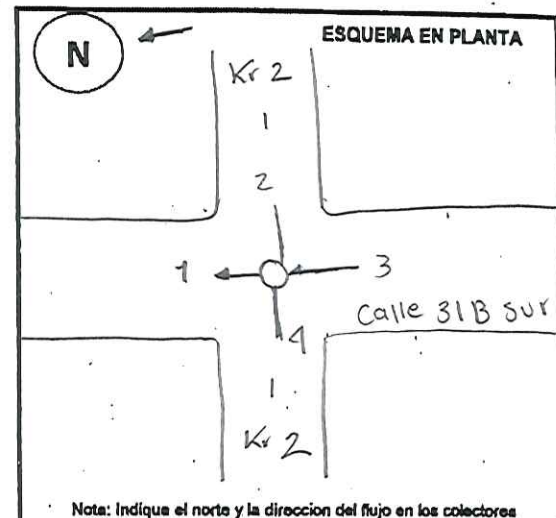 N
ESQUEMA EN PLANTA
Kr 2
1
2
1
3
Calle 31B Sur
4
1
Kr 2
Nota: Indique el norte y la direccion del flujo en los colectores